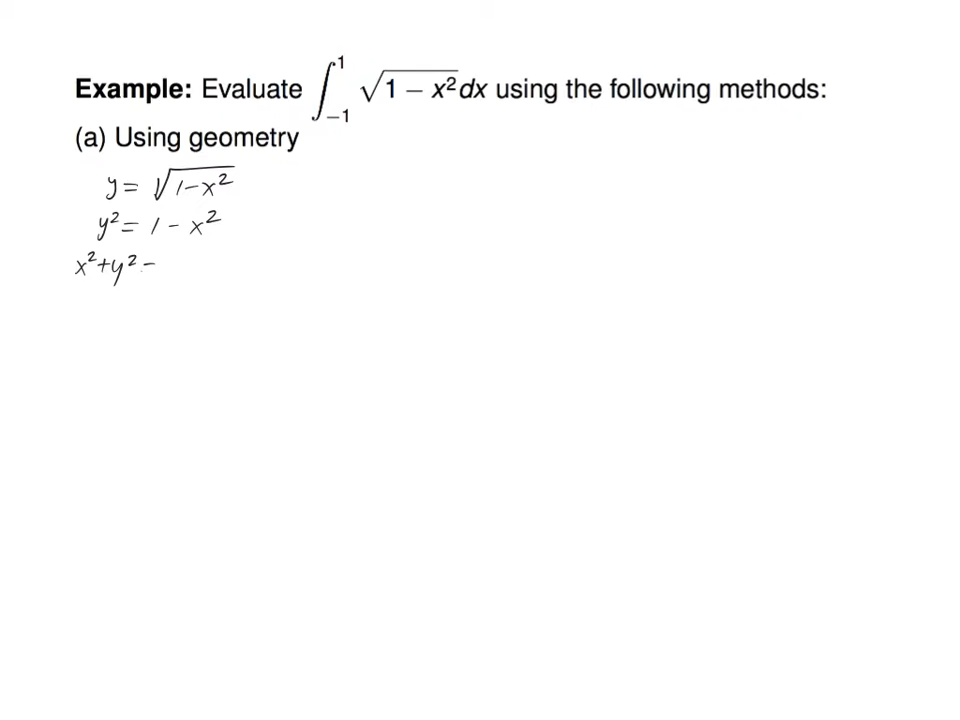 Example: Evaluate ∫_{-1}^{1} √(1 – x²) dx using the following methods:
(a) Using geometry
y = √(1-x²)
y² = 1 - x²
x²+y² -